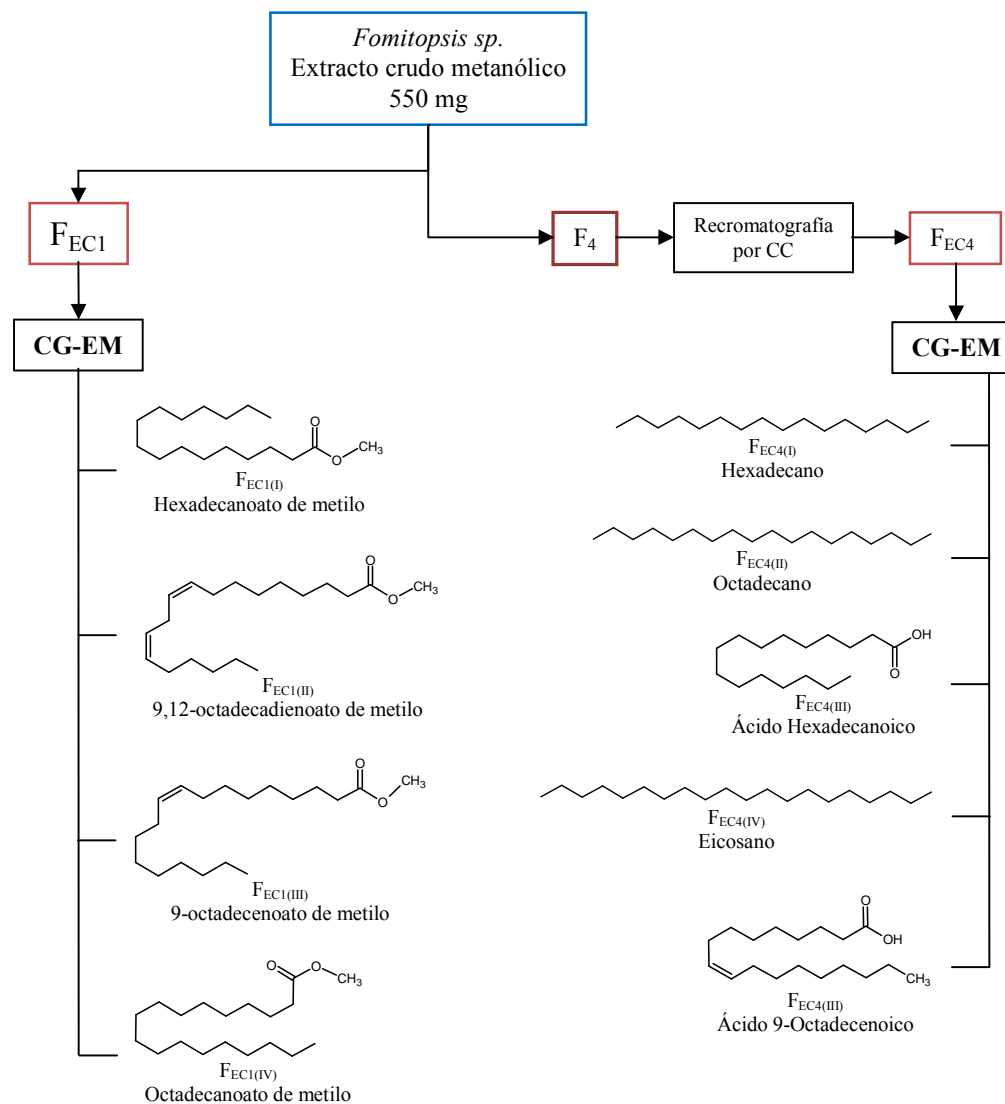 Fomitopsis sp.
Extracto crudo metanólico
550 mg
FEC1
F4
Recromatografía
por CC
FEC4
CG-EM
O
O
CH3
FEC1(I)
Hexadecanoato de metilo
O
O
CH3
FEC1(II)
9,12-octadecadienoato de metilo
O
O
CH3
FEC1(III)
9-octadecenoato de metilo
O
O
CH3
FEC1(IV)
Octadecanoato de metilo
CG-EM
FEC4(I)
Hexadecano
FEC4(II)
Octadecano
OH
O
FEC4(III)
Ácido Hexadecanoico
FEC4(IV)
Eicosano
O
OH
CH3
FEC4(III)
Ácido 9-Octadecenoico